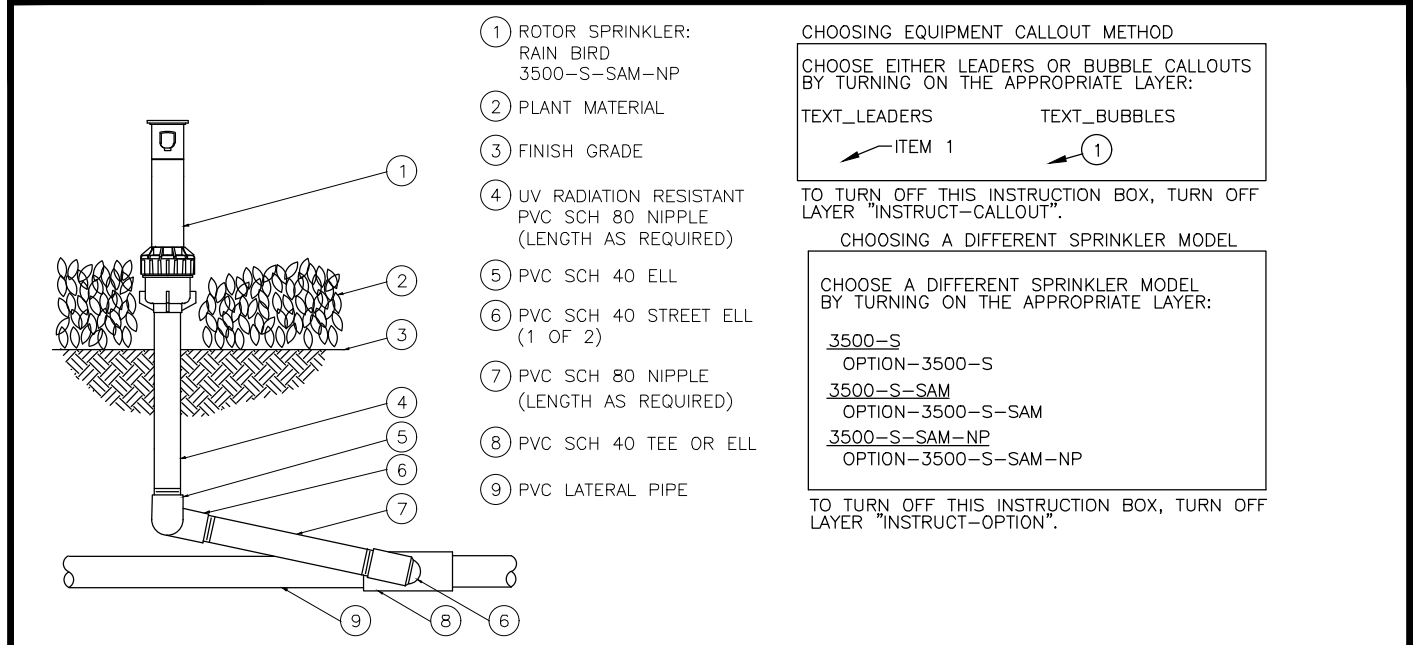 1 ROTOR SPRINKLER:
RAIN BIRD
3500-S-SAM-NP
2 PLANT MATERIAL
3 FINISH GRADE
4 UV RADIATION RESISTANT
PVC SCH 80 NIPPLE
(LENGTH AS REQUIRED)
5 PVC SCH 40 ELL
6 PVC SCH 40 STREET ELL
(1 OF 2)
7 PVC SCH 80 NIPPLE
(LENGTH AS REQUIRED)
8 PVC SCH 40 TEE OR ELL
9 PVC LATERAL PIPE
1
2
3
4
5
6
7
9
8
6
CHOOSING EQUIPMENT CALLOUT METHOD
CHOOSE EITHER LEADERS OR BUBBLE CALLOUTS
BY TURNING ON THE APPROPRIATE LAYER:
TEXT_LEADERS
TEXT_BUBBLES
ITEM 1
1
TO TURN OFF THIS INSTRUCTION BOX, TURN OFF
LAYER "INSTRUCT-CALLOUT".
CHOOSING A DIFFERENT SPRINKLER MODEL
CHOOSE A DIFFERENT SPRINKLER MODEL
BY TURNING ON THE APPROPRIATE LAYER:
3500-S
OPTION-3500-S
3500-S-SAM
OPTION-3500-S-SAM
3500-S-SAM-NP
OPTION-3500-S-SAM-NP
TO TURN OFF THIS INSTRUCTION BOX, TURN OFF
LAYER "INSTRUCT-OPTION".